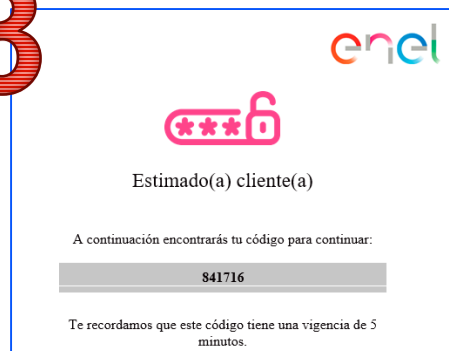 3
enel
***
Estimado(a) cliente(a)
A continuación encontrarás tu código para continuar:
841716
Te recordamos que este código tiene una vigencia de 5
minutos.